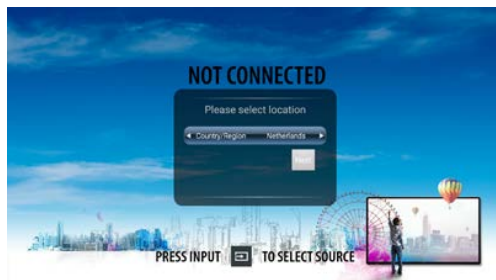 NOT CONNECTED
Please select location
Country/Region Netherlands
Next
PRESS INPUT TO SELECT SOURCE